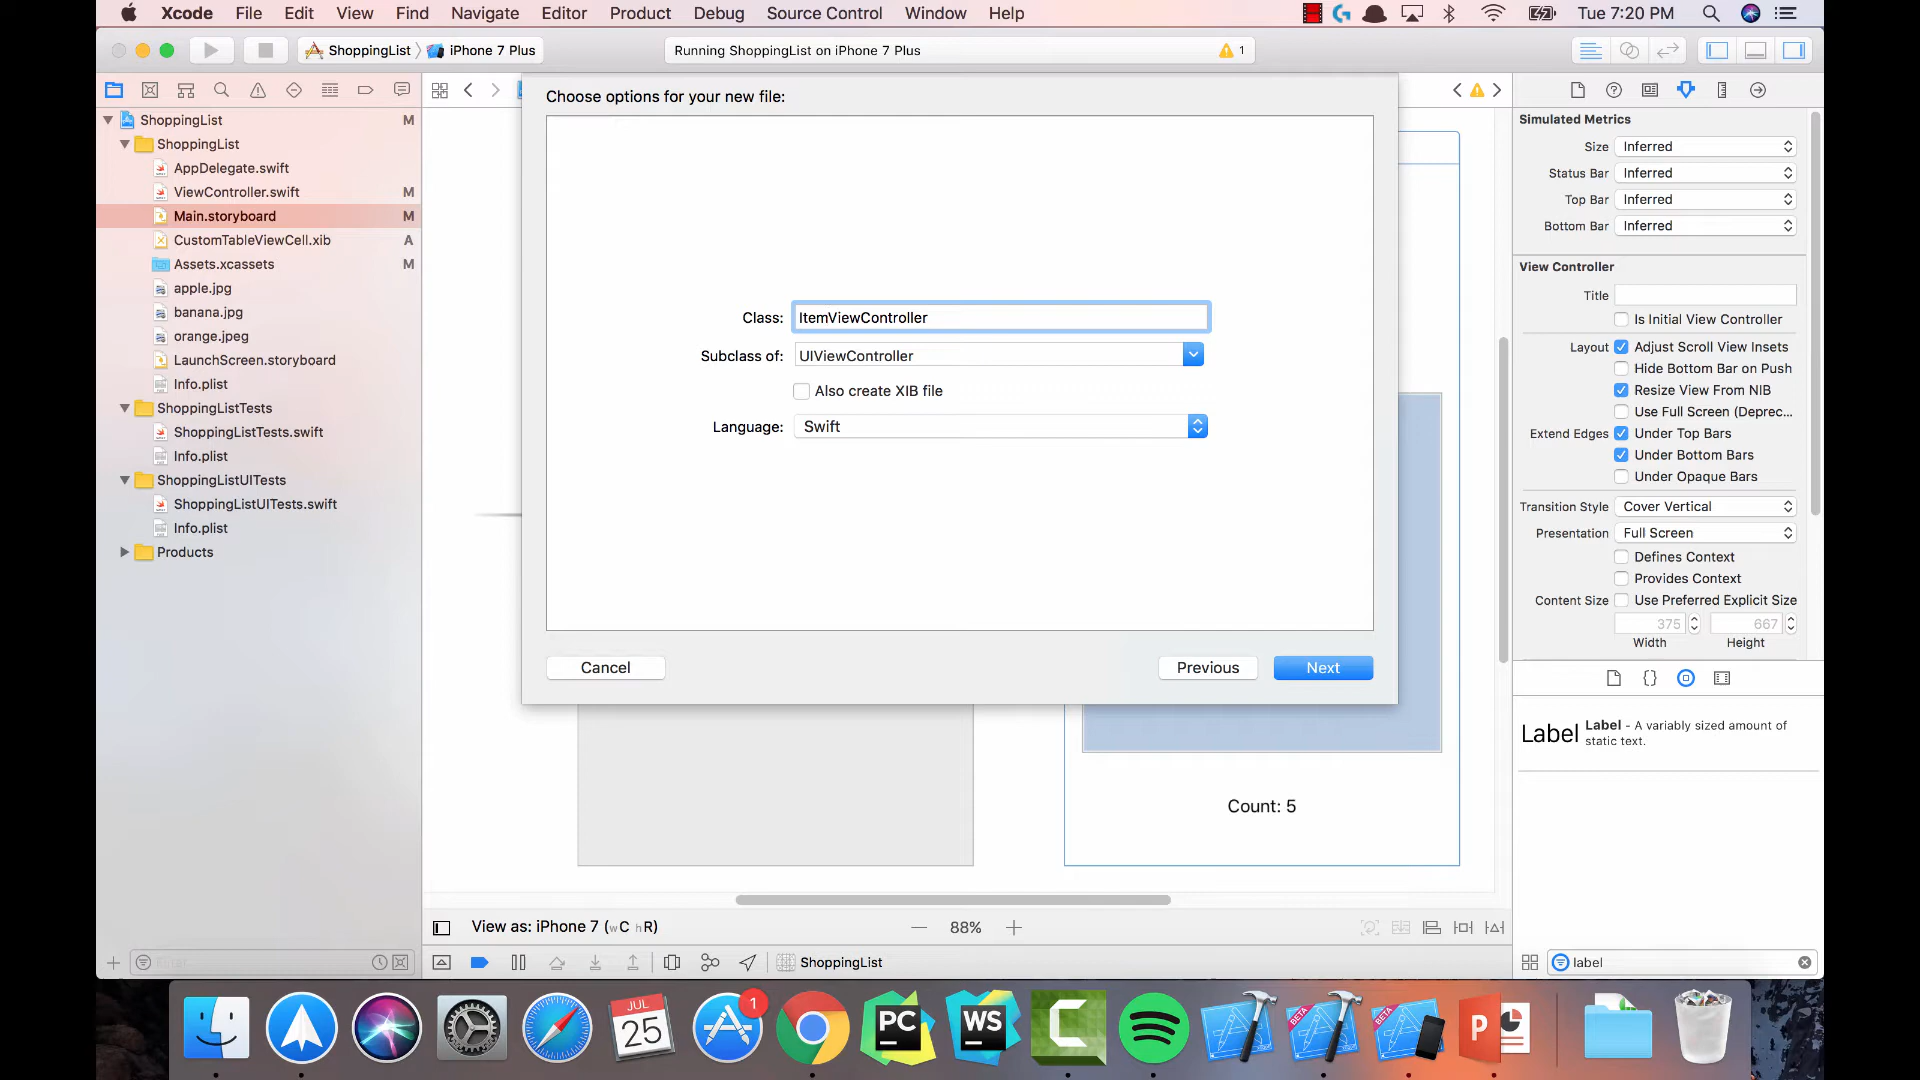 Xcode File Edit View Find Navigate Editor Product Debug Source Control Window Help Tue 7:20 PM
ShoppingList iPhone 7 Plus Running ShoppingList on iPhone 7 Plus 1
Choose options for your new file:
ShoppingList M
ShoppingList
AppDelegate.swift
ViewController.swift M
Main.storyboard M
CustomTableViewCell.xib A
Assets.xcassets M
apple.jpg
banana.jpg
orange.jpeg
LaunchScreen.storyboard
Info.plist
ShoppingListTests
ShoppingListTests.swift
Info.plist
ShoppingListUITests
ShoppingListUITests.swift
Info.plist
Products
Class: ItemViewController
Subclass of: UIViewController
Also create XIB file
Language: Swift
Cancel Previous Next
Count: 5
View as: iPhone 7 (wC hR) 88%
ShoppingList
Simulated Metrics
Size Inferred
Status Bar Inferred
Top Bar Inferred
Bottom Bar Inferred
View Controller
Title
Is Initial View Controller
Layout Adjust Scroll View Insets
Hide Bottom Bar on Push
Resize View From NIB
Use Full Screen (Deprec...
Extend Edges Under Top Bars
Under Bottom Bars
Under Opaque Bars
Transition Style Cover Vertical
Presentation Full Screen
Defines Context
Provides Context
Content Size Use Preferred Explicit Size
375 667
Width Height
{}
Label Label - A variably sized amount of
static text.
label
JUL
25
1
PC
WS
C
BETA
BETA
P